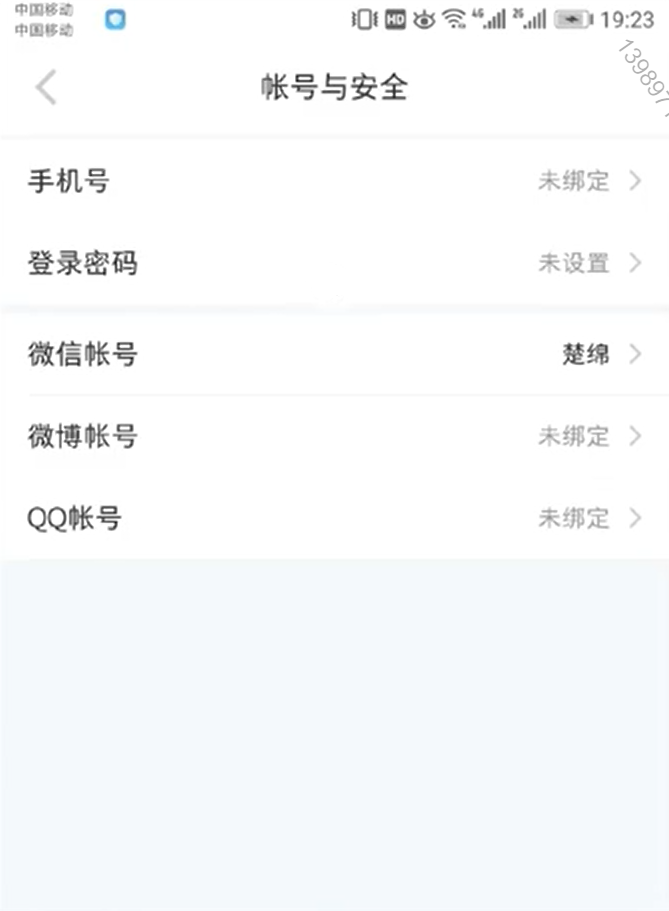 中国移动
中国移动
HD 4G 2G 19:23
帐号与安全
手机号 未绑定
登录密码 未设置
微信帐号 楚绵
微博帐号 未绑定
QQ帐号 未绑定